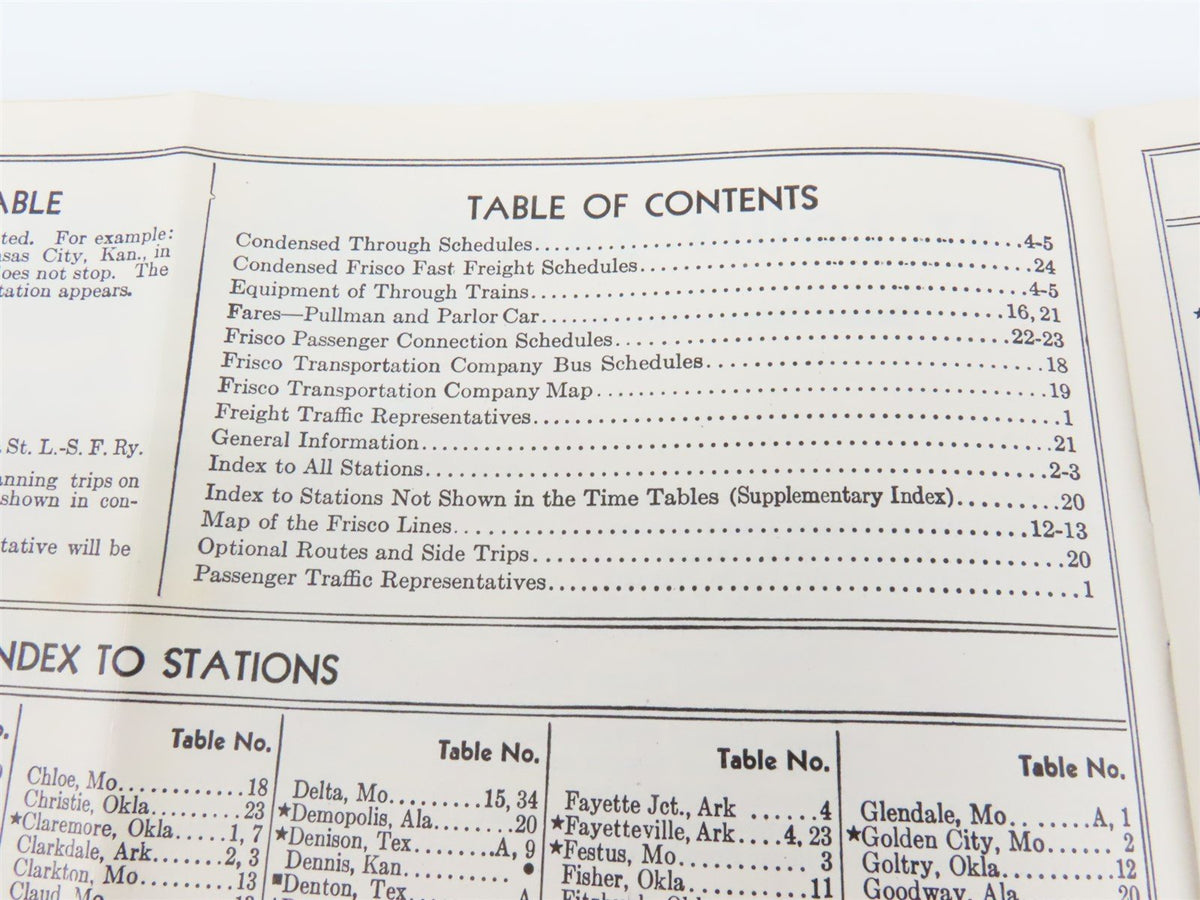 ABLE
ted. For example:
sas City, Kan., in
oes not stop. The
tation appears.
St. L.-S. F. Ry.
nning trips on
shown in con-
tative will be
TABLE OF CONTENTS
Condensed Through Schedules........4-5
Condensed Frisco Fast Freight Schedules........24
Equipment of Through Trains........4-5
Fares—Pullman and Parlor Car........16, 21
Frisco Passenger Connection Schedules........22-23
Frisco Transportation Company Bus Schedules........18
Frisco Transportation Company Map........19
Freight Traffic Representatives........1
General Information........21
Index to All Stations........2-3
Index to Stations Not Shown in the Time Tables (Supplementary Index)........20
Map of the Frisco Lines........12-13
Optional Routes and Side Trips........20
Passenger Traffic Representatives........1
NDEX TO STATIONS
Table No.
Chloe, Mo............18
Christie, Okla.........23
★Claremore, Okla.....1, 7
Clarkdale, Ark.......2, 3
Clarkton, Mo.........13
Claud, Mo
Table No.
Delta, Mo.........15, 34
★Demopolis, Ala.......20
★Denison, Tex........A, 9
Dennis, Kan..........●
■Denton, Tex........A
Table No.
Fayette Jct., Ark ......4
★Fayetteville, Ark....4, 23
★Festus, Mo..........3
Fisher, Okla.........11
Table No.
Glendale, Mo.......A, 1
★Golden City, Mo......2
Goltry, Okla.........12
Goodway, Ala........20